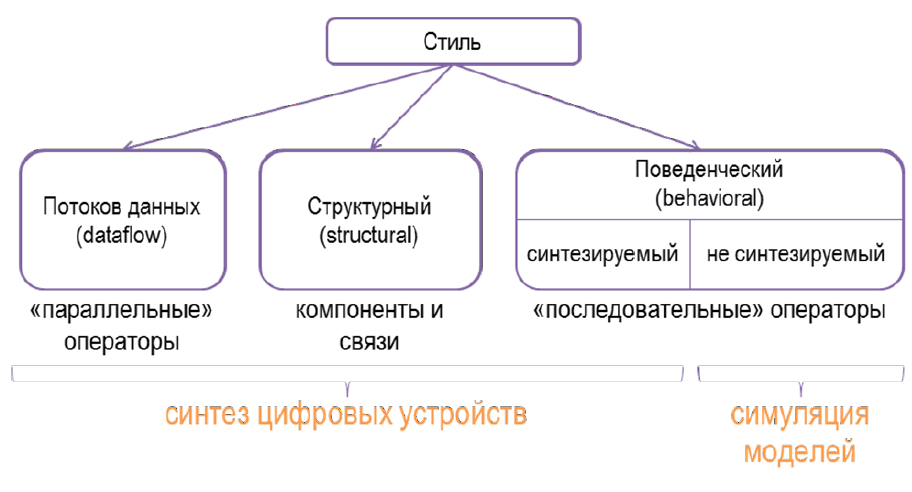 Стиль
Потоков данных
(dataflow)
Структурный
(structural)
Поведенческий
(behavioral)
синтезируемый
не синтезируемый
«параллельные»
операторы
компоненты и
связи
«последовательные» операторы
синтез цифровых устройств
симуляция
моделей